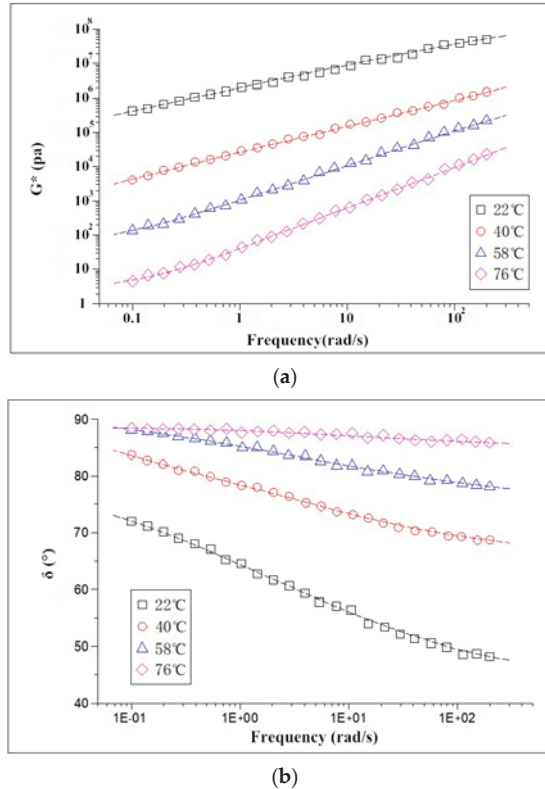 10⁸
10⁷
10⁶
10⁵
10⁴
10³
10²
10
1
G* (pa)
22℃
40℃
58℃
76℃
0.1 1 10 10²
Frequency(rad/s)
(a)
90
80
70
60
50
40
δ (°)
22℃
40℃
58℃
76℃
1E-01 1E+00 1E+01 1E+02
Frequency (rad/s)
(b)